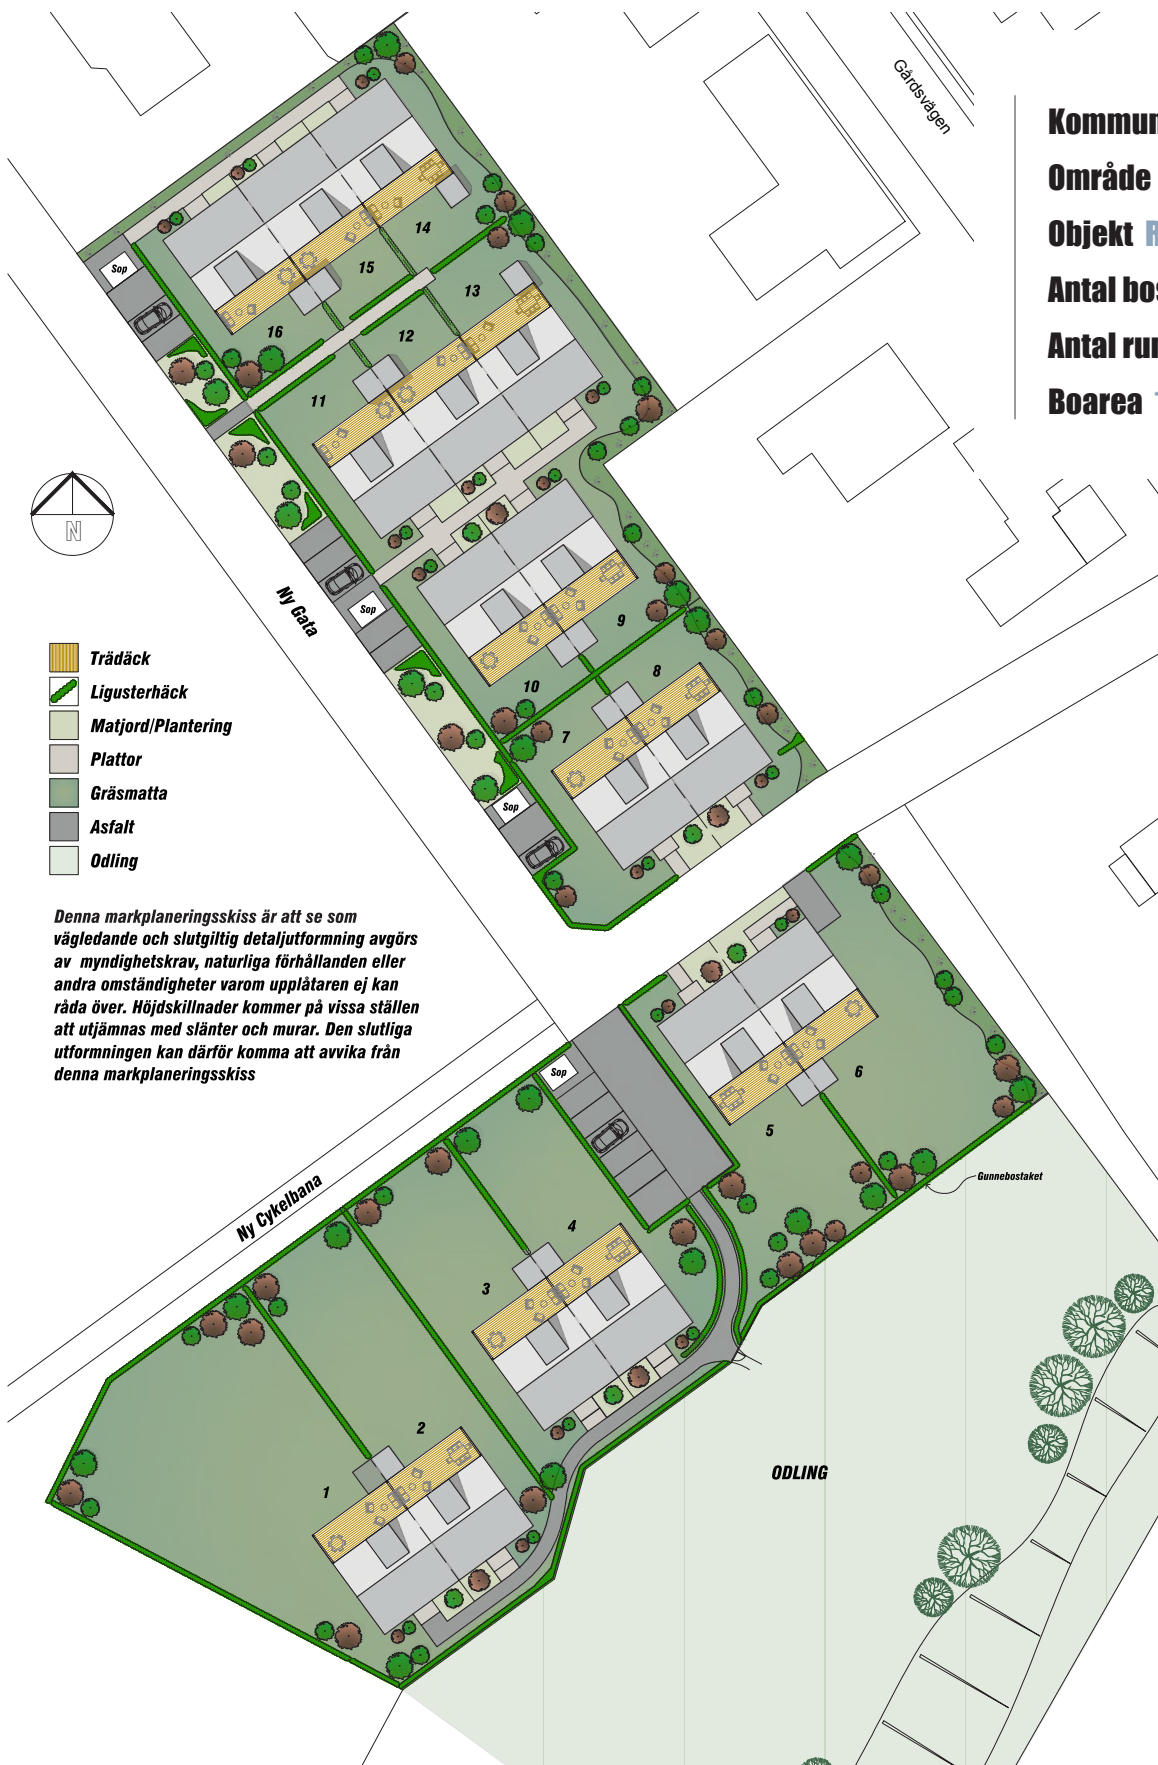 Gårdsvägen
Kommun
Område
Objekt R
Antal bos
Antal rum
Boarea
Sop
14
15
13
16
12
11
N
Ny Gata
Sop
9
8
10
7
Sop
Trädäck
Ligusterhäck
Matjord/Plantering
Plattor
Gräsmatta
Asfalt
Odling
Denna markplaneringsskiss är att se som
vägledande och slutgiltig detaljutformning avgörs
av myndighetskrav, naturliga förhållanden eller
andra omständigheter varom upplåtaren ej kan
råda över. Höjdskillnader kommer på vissa ställen
att utjämnas med slänter och murar. Den slutliga
utformningen kan därför komma att avvika från
denna markplaneringsskiss
Sop
6
5
Gunnebostaket
Ny Cykelbana
4
3
2
1
ODLING